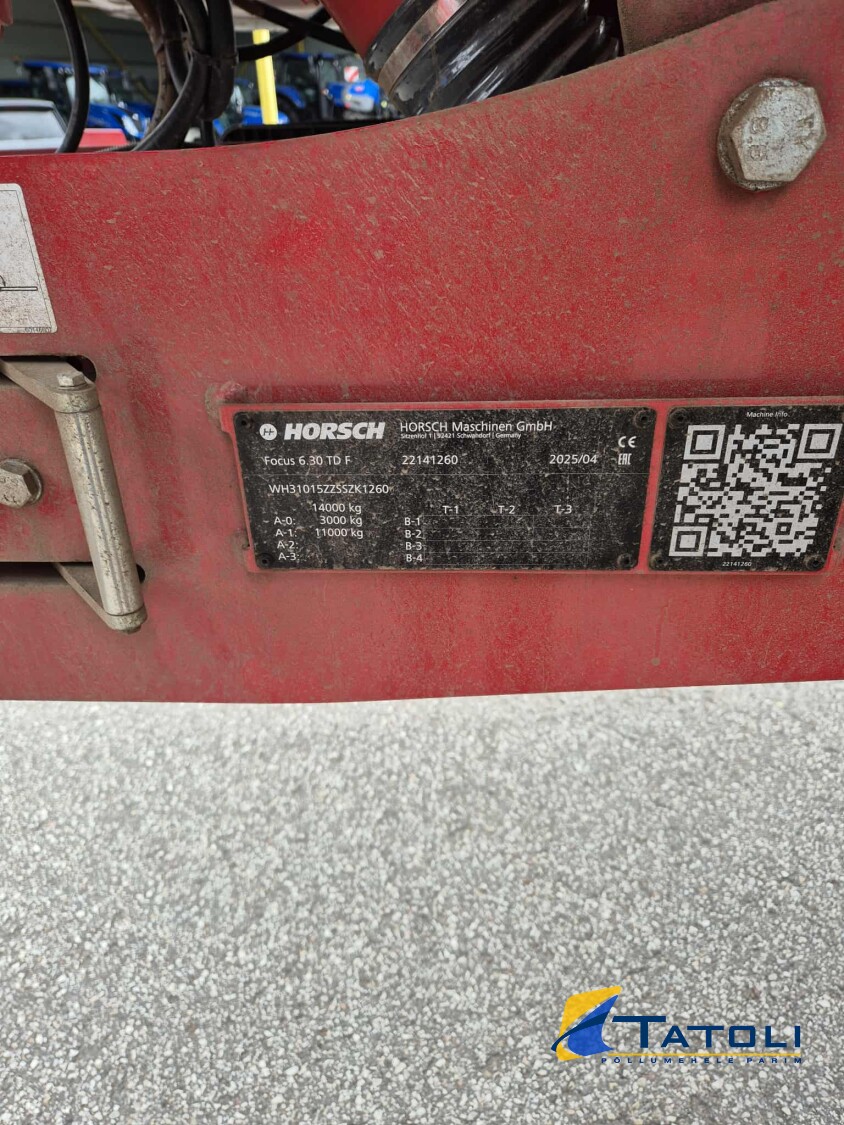 HORSCH
HORSCH Maschinen GmbH
Sitzenhof 1 | 92421 Schwandorf | Germany
CE
EAC
Focus 6.30 TD F 22141260 2025/04
WH31015ZZSSZK1260
14000 kg T-1 T-2 T-3
A-0: 3000 kg B-1
A-1: 11000 kg B-2
A-2: B-3
A-3: B-4
Machine Info
22141260
TATOLI
PÕLLUMEHELE PARIM